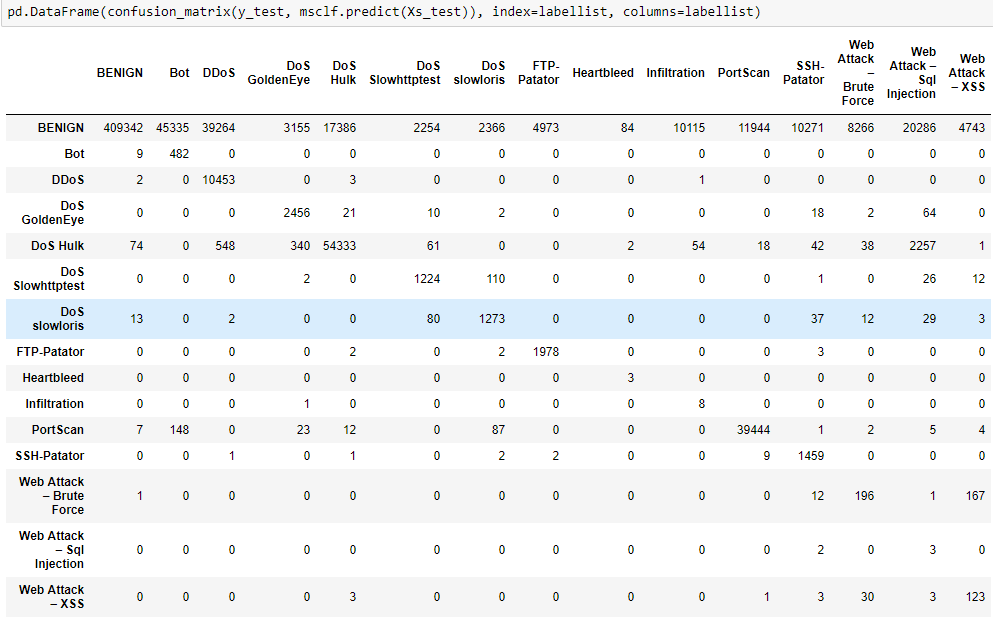 pd.DataFrame(confusion_matrix(y_test, msclf.predict(Xs_test)), index=labellist, columns=labellist)
BENIGN Bot DDoS DoS GoldenEye DoS Hulk DoS Slowhttptest DoS slowloris FTP-Patator Heartbleed Infiltration PortScan SSH-Patator Web Attack – Brute Force Web Attack – Sql Injection Web Attack – XSS
BENIGN 409342 45335 39264 3155 17386 2254 2366 4973 84 10115 11944 10271 8266 20286 4743
Bot 9 482 0 0 0 0 0 0 0 0 0 0 0 0 0
DDoS 2 0 10453 0 3 0 0 0 0 1 0 0 0 0 0
DoS GoldenEye 0 0 0 2456 21 10 2 0 0 0 0 18 2 64 0
DoS Hulk 74 0 548 340 54333 61 0 0 2 54 18 42 38 2257 1
DoS Slowhttptest 0 0 0 2 0 1224 110 0 0 0 0 1 0 26 12
DoS slowloris 13 0 2 0 0 80 1273 0 0 0 0 37 12 29 3
FTP-Patator 0 0 0 0 2 0 2 1978 0 0 0 3 0 0 0
Heartbleed 0 0 0 0 0 0 0 0 3 0 0 0 0 0 0
Infiltration 0 0 0 1 0 0 0 0 0 8 0 0 0 0 0
PortScan 7 148 0 23 12 0 87 0 0 0 39444 1 2 5 4
SSH-Patator 0 0 1 0 1 0 2 2 0 0 9 1459 0 0 0
Web Attack – Brute Force 1 0 0 0 0 0 0 0 0 0 0 12 196 1 167
Web Attack – Sql Injection 0 0 0 0 0 0 0 0 0 0 0 2 0 3 0
Web Attack – XSS 0 0 0 0 3 0 0 0 0 0 1 3 30 3 123